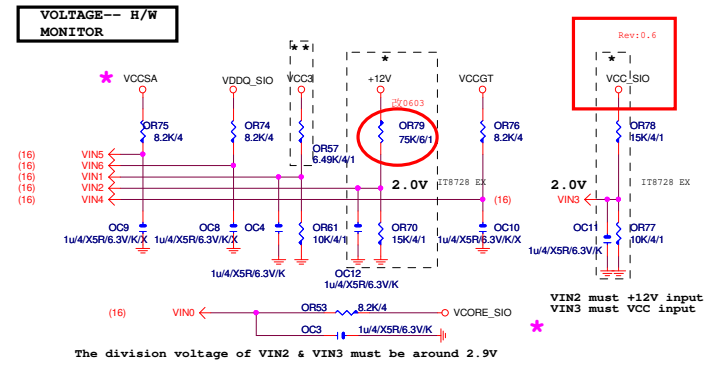 VOLTAGE-- H/W
MONITOR
Rev:0.6
* *
*
*
*
VCCSA
VDDQ_SIO
VCC3
+12V
VCCGT
VCC_SIO
0603
OR75
8.2K/4
OR74
8.2K/4
OR57
6.49K/4/1
OR79
75K/6/1
OR76
8.2K/4
OR78
15K/4/1
(16)
VIN5
(16)
VIN6
(16)
VIN1
(16)
VIN2
(16)
VIN4
2.0V
IT8728 EX
(16)
2.0V
IT8728 EX
VIN3
OC9
1u/4/X5R/6.3V/K/X
OC8
1u/4/X5R/6.3V/K/X
OC4
1u/4/X5R/6.3V/K
OR61
10K/4/1
OC12
1u/4/X5R/6.3V/K
OR70
15K/4/1
OC10
1u/4/X5R/6.3V/K/X
OC11
1u/4/X5R/6.3V/K
OR77
10K/4/1
VIN2 must +12V input
VIN3 must VCC input
*
(16)
VIN0
OR53
8.2K/4
VCORE_SIO
OC3
1u/4/X5R/6.3V/K
The division voltage of VIN2 & VIN3 must be around 2.9V